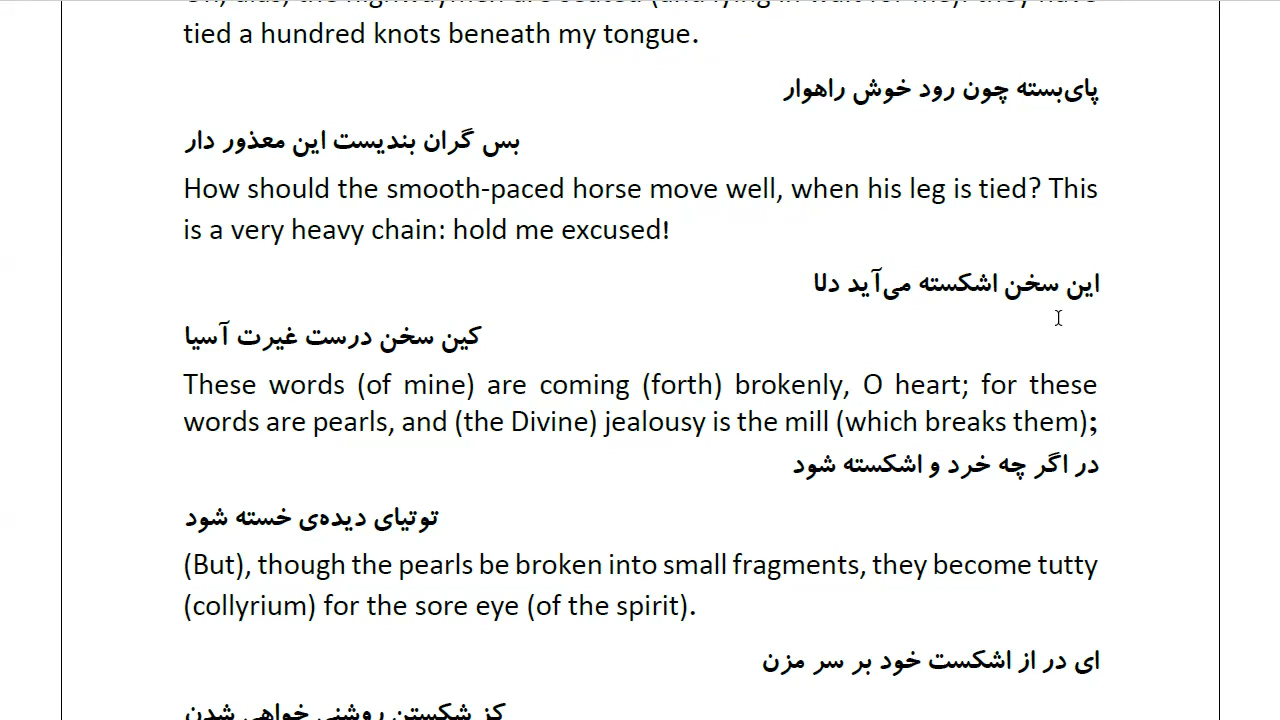 tied a hundred knots beneath my tongue.
پای‌بسته چون رود خوش راهوار
بس گران بندیست این معذور دار
How should the smooth-paced horse move well, when his leg is tied? This
is a very heavy chain: hold me excused!
این سخن اشکسته می‌آید دلا
کین سخن درست غیرت آسیا
These words (of mine) are coming (forth) brokenly, O heart; for these
words are pearls, and (the Divine) jealousy is the mill (which breaks them);
در اگر چه خرد و اشکسته شود
توتیای دیده‌ی خسته شود
(But), though the pearls be broken into small fragments, they become tutty
(collyrium) for the sore eye (of the spirit).
ای در از اشکست خود بر سر مزن
کز شکستن روشنی خواهی شدن